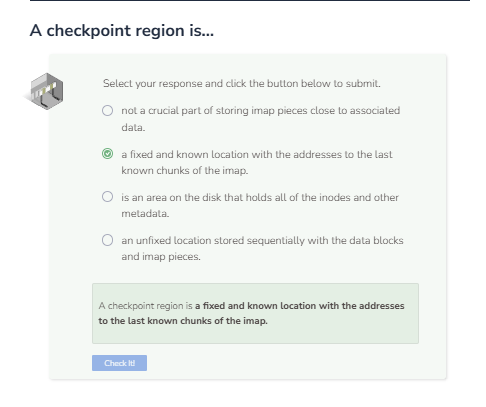 A checkpoint region is...
Select your response and click the button below to submit.
not a crucial part of storing imap pieces close to associated
data.
a fixed and known location with the addresses to the last
known chunks of the imap.
is an area on the disk that holds all of the inodes and other
metadata.
an unfixed location stored sequentially with the data blocks
and imap pieces.
A checkpoint region is a fixed and known location with the addresses
to the last known chunks of the imap.
Check It!